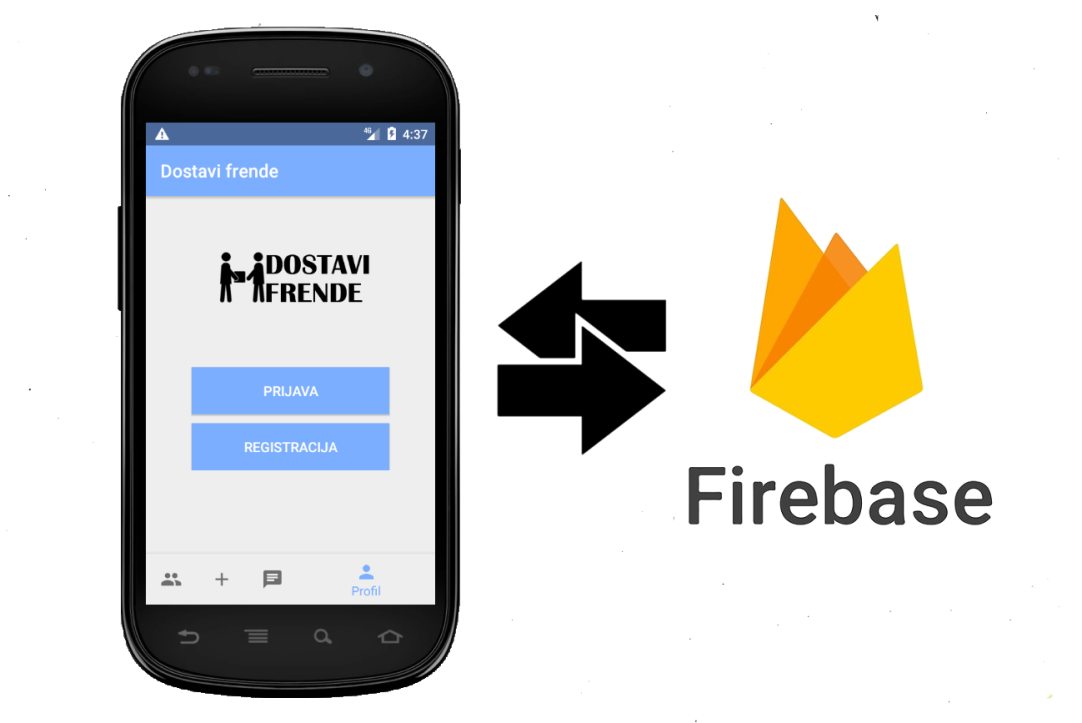 4G 4:37
Dostavi frende
DOSTAVI
FRENDE
PRIJAVA
REGISTRACIJA
Profil
Firebase